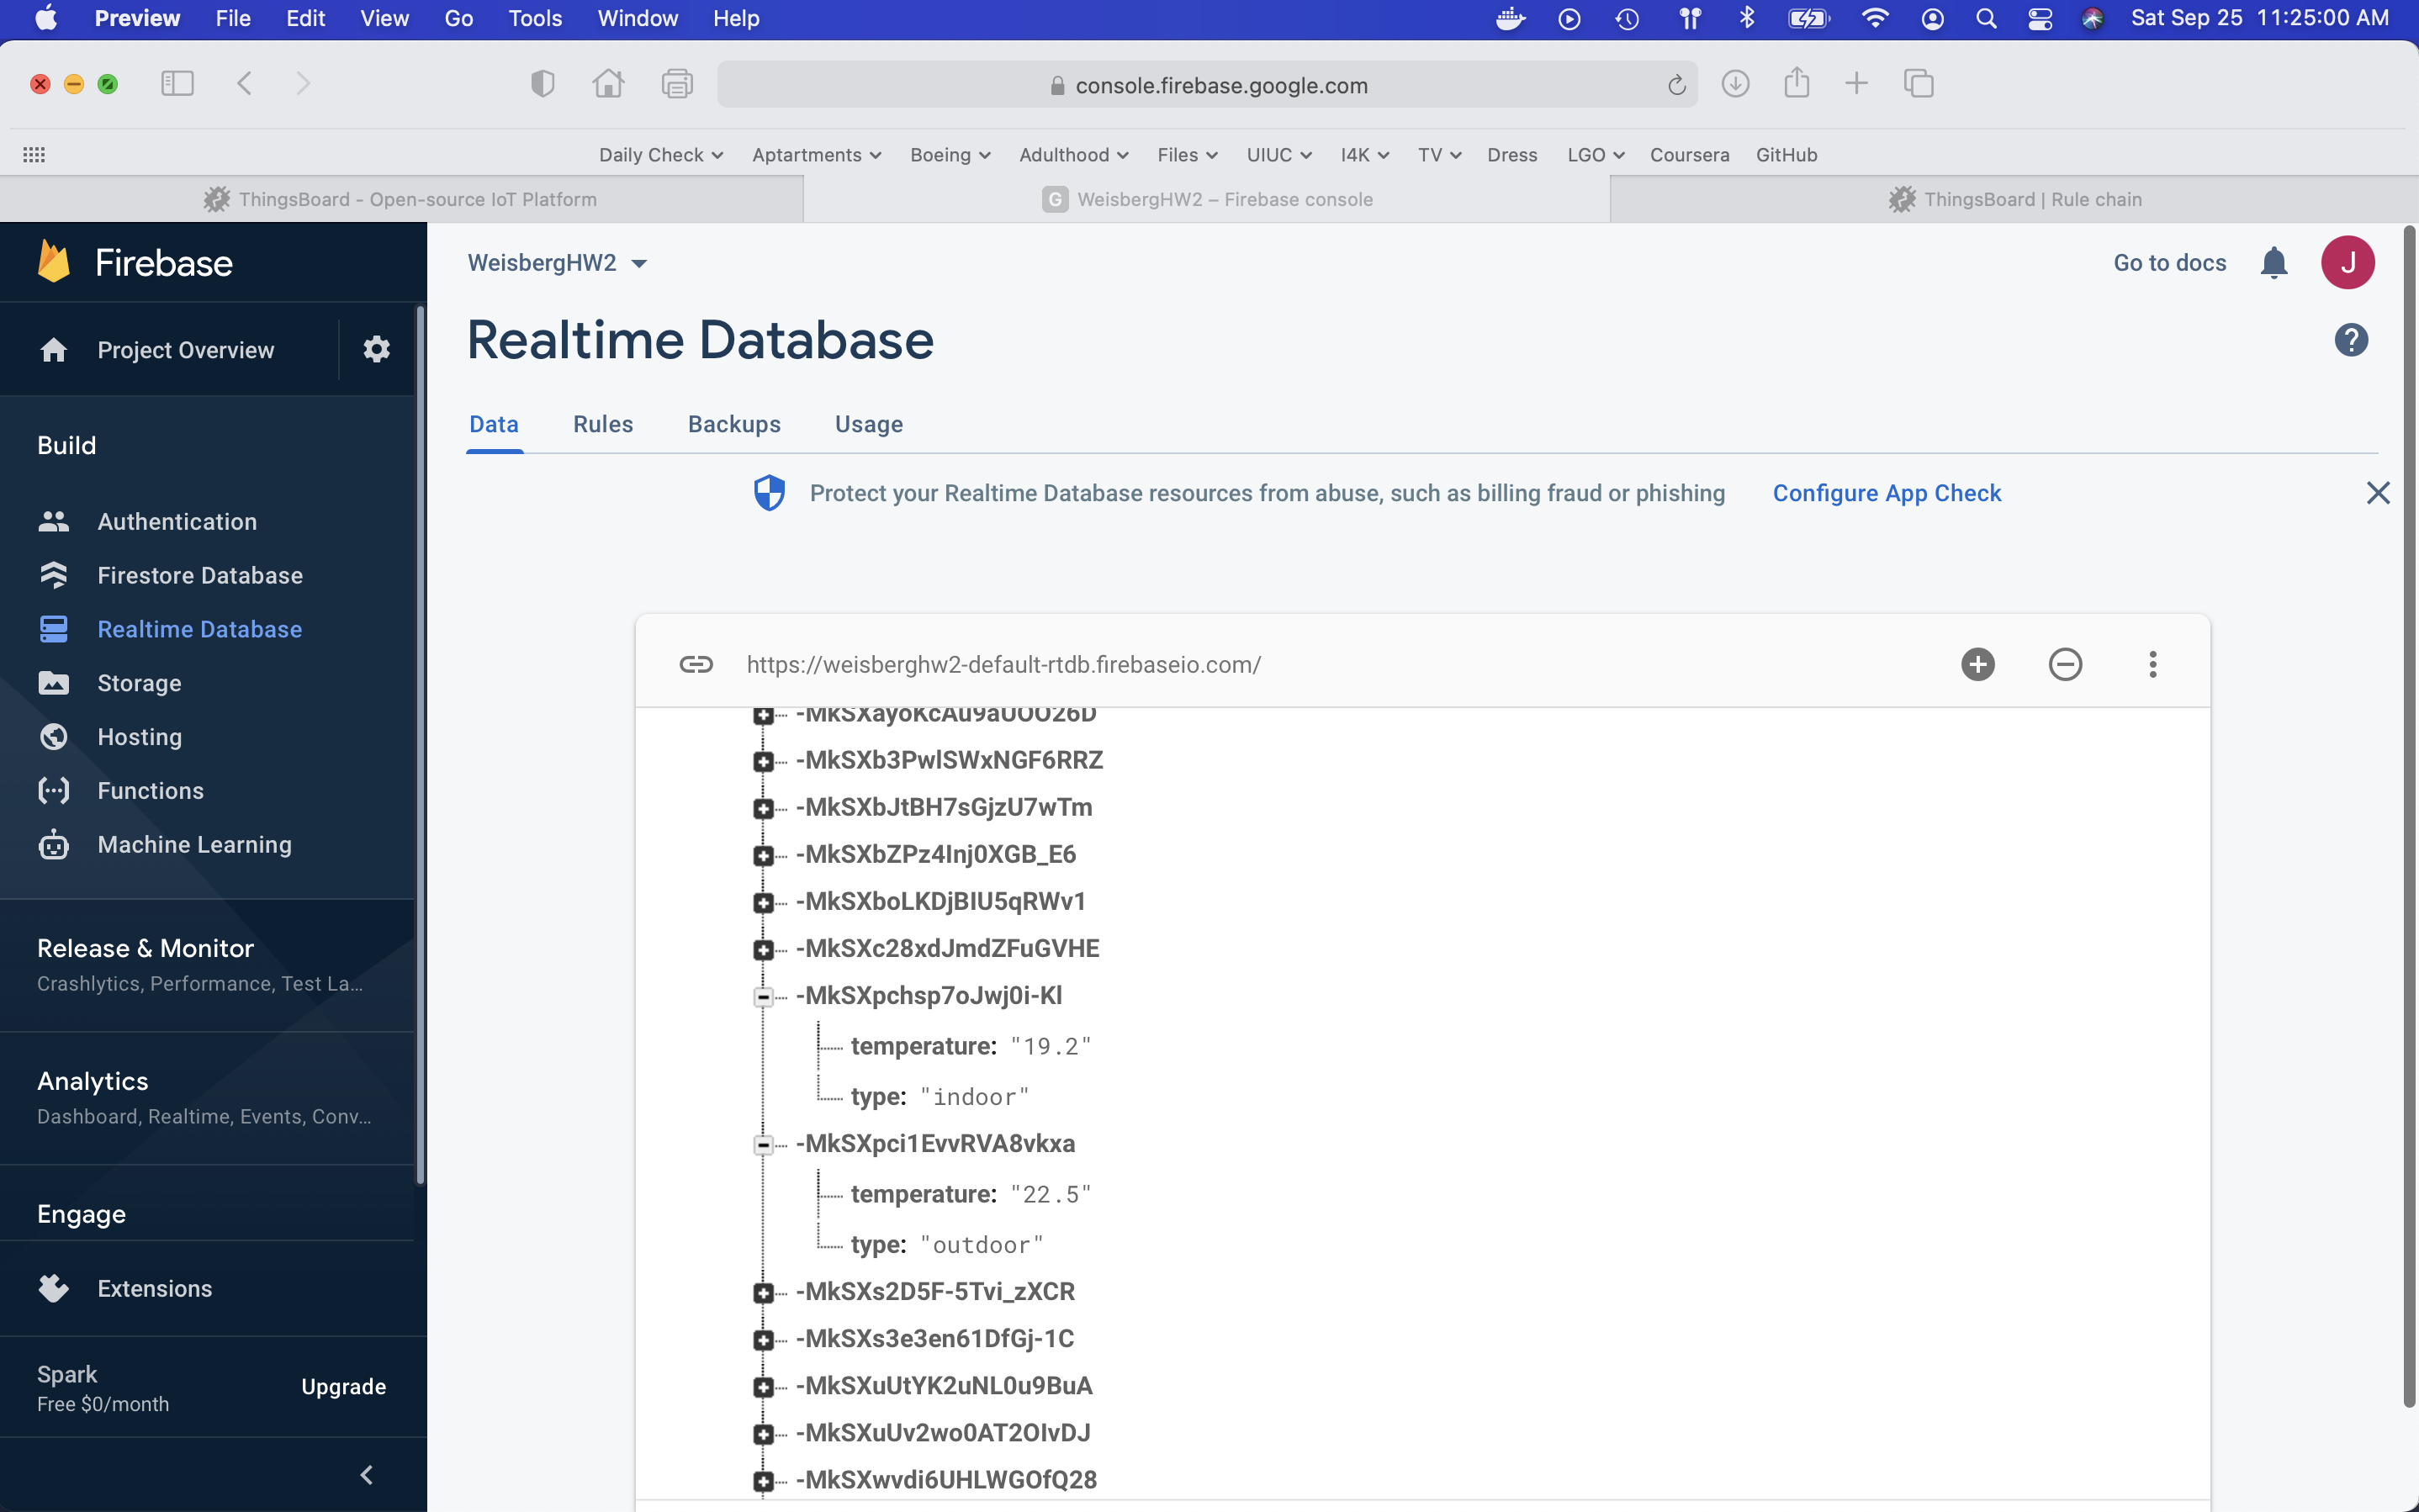 Preview File Edit View Go Tools Window Help Sat Sep 25 11:25:00 AM
console.firebase.google.com
Daily Check Aptartments Boeing Adulthood Files UIUC I4K TV Dress LGO Coursera GitHub
ThingsBoard - Open-source IoT Platform G WeisbergHW2 – Firebase console ThingsBoard | Rule chain
Firebase
WeisbergHW2
Go to docs
J
Project Overview
Realtime Database
?
Data Rules Backups Usage
Protect your Realtime Database resources from abuse, such as billing fraud or phishing Configure App Check
Build
Authentication
Firestore Database
Realtime Database
Storage
Hosting
Functions
Machine Learning
Release & Monitor
Crashlytics, Performance, Test La...
Analytics
Dashboard, Realtime, Events, Conv...
Engage
Extensions
Spark
Free $0/month
Upgrade
https://weisberghw2-default-rtdb.firebaseio.com/
-MkSXayoKcAu9aUOO26D
-MkSXb3PwlSWxNGF6RRZ
-MkSXbJtBH7sGjzU7wTm
-MkSXbZPz4Inj0XGB_E6
-MkSXboLKDjBIU5qRWv1
-MkSXc28xdJmdZFuGVHE
-MkSXpchsp7oJwj0i-Kl
temperature: "19.2"
type: "indoor"
-MkSXpci1EvvRVA8vkxa
temperature: "22.5"
type: "outdoor"
-MkSXs2D5F-5Tvi_zXCR
-MkSXs3e3en61DfGj-1C
-MkSXuUtYK2uNL0u9BuA
-MkSXuUv2wo0AT2OIvDJ
-MkSXwvdi6UHLWGOfQ28